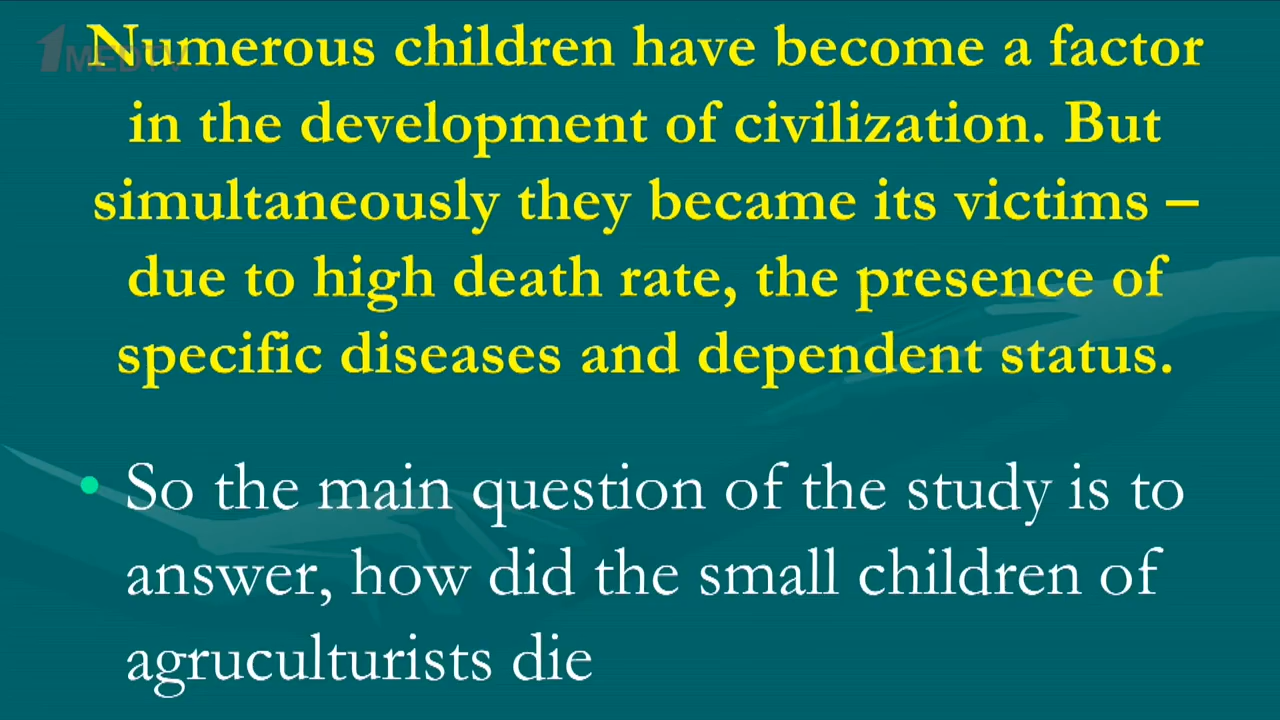 1MEDTV
Numerous children have become a factor
in the development of civilization. But
simultaneously they became its victims –
due to high death rate, the presence of
specific diseases and dependent status.
• So the main question of the study is to
answer, how did the small children of
agruculturists die